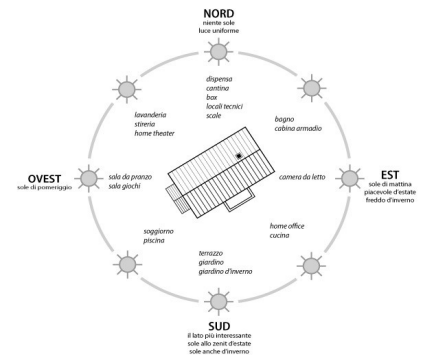 NORD
niente sole
luce uniforme
dispensa
cantina
box
locali tecnici
scale
lavanderia
stireria
home theater
bagno
cabina armadio
OVEST
sole di pomeriggio
sala da pranzo
sala giochi
camera da letto
EST
sole di mattina
piacevole d'estate
freddo d'inverno
soggiorno
piscina
home office
cucina
terrazzo
giardino
giardino d'inverno
SUD
il lato più interessante
sole allo zenit d'estate
sole anche d'inverno